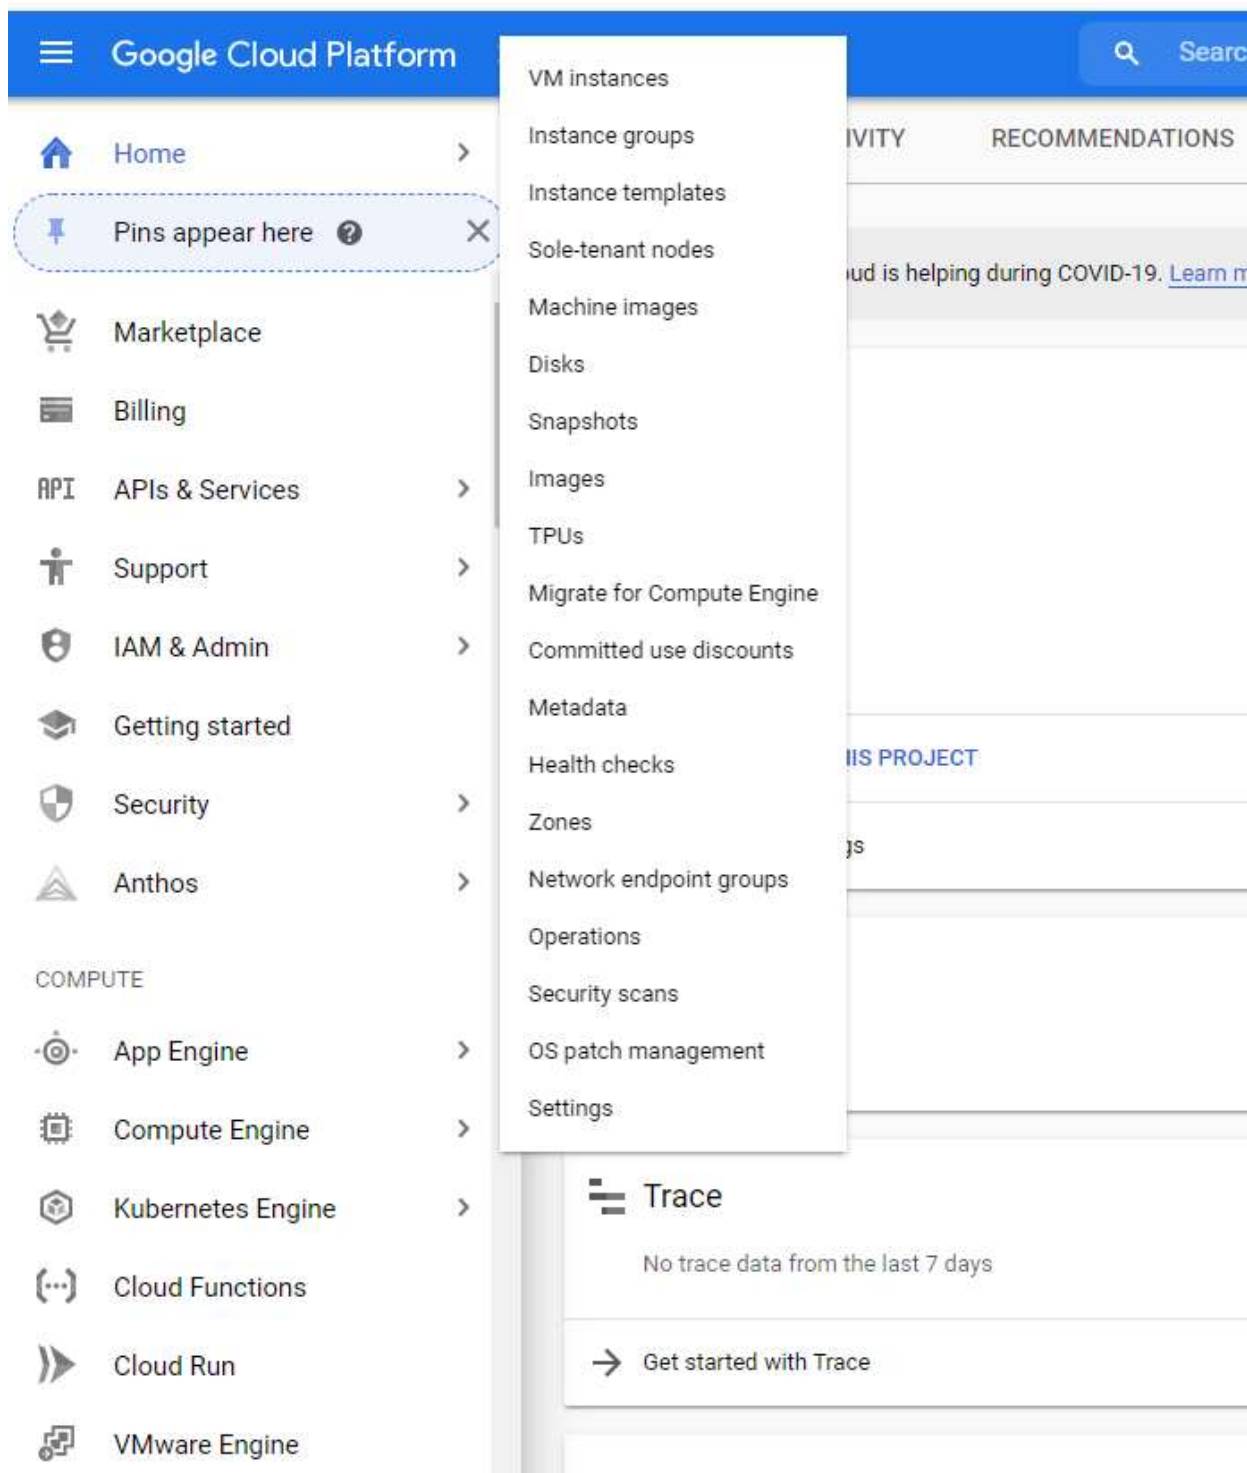 Google Cloud Platform
Searc
Home
Pins appear here
Marketplace
Billing
API APIs & Services
Support
IAM & Admin
Getting started
Security
Anthos
COMPUTE
App Engine
Compute Engine
Kubernetes Engine
Cloud Functions
Cloud Run
VMware Engine
VM instances
Instance groups
Instance templates
Sole-tenant nodes
Machine images
Disks
Snapshots
Images
TPUs
Migrate for Compute Engine
Committed use discounts
Metadata
Health checks
Zones
Network endpoint groups
Operations
Security scans
OS patch management
Settings
IVITY
RECOMMENDATIONS
oud is helping during COVID-19. Learn m
HIS PROJECT
gs
Trace
No trace data from the last 7 days
Get started with Trace